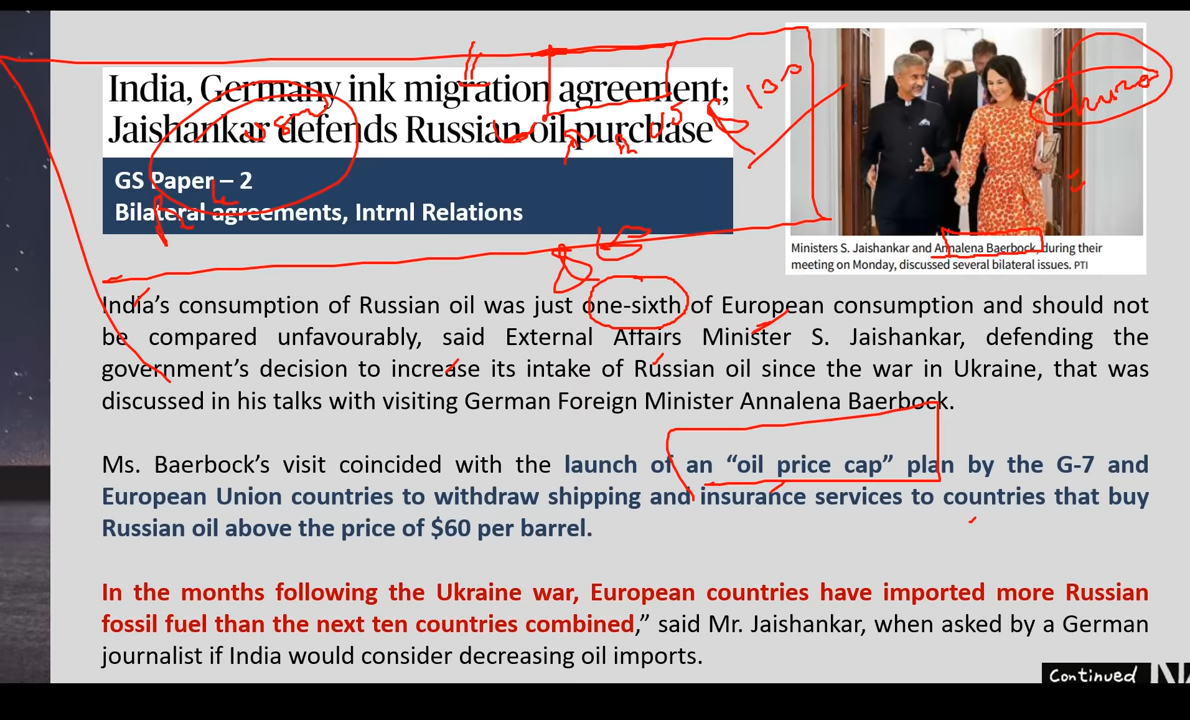 India, Germany ink migration agreement;
Jaishankar defends Russian oil purchase
GS Paper – 2
Bilateral agreements, Intrnl Relations
$100
China
Ministers S. Jaishankar and Annalena Baerbock, during their
meeting on Monday, discussed several bilateral issues. PTI
India's consumption of Russian oil was just one-sixth of European consumption and should not
be compared unfavourably, said External Affairs Minister S. Jaishankar, defending the
government's decision to increase its intake of Russian oil since the war in Ukraine, that was
discussed in his talks with visiting German Foreign Minister Annalena Baerbock.
Ms. Baerbock's visit coincided with the launch of an "oil price cap" plan by the G-7 and
European Union countries to withdraw shipping and insurance services to countries that buy
Russian oil above the price of $60 per barrel.
In the months following the Ukraine war, European countries have imported more Russian
fossil fuel than the next ten countries combined," said Mr. Jaishankar, when asked by a German
journalist if India would consider decreasing oil imports.
Continued